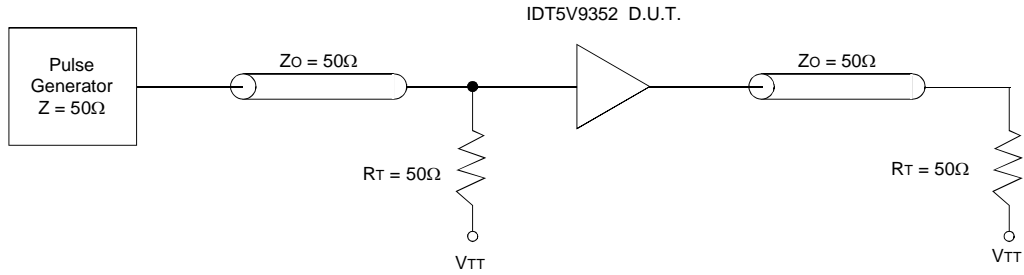 IDT5V9352 D.U.T.
Pulse
Generator
Z = 50Ω
ZO = 50Ω
ZO = 50Ω
RT = 50Ω
RT = 50Ω
VTT
VTT